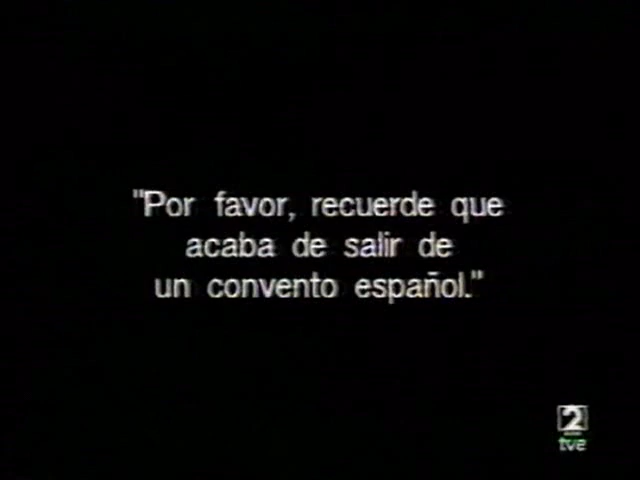 "Por favor, recuerde que
acaba de salir de
un convento español."
2
tve